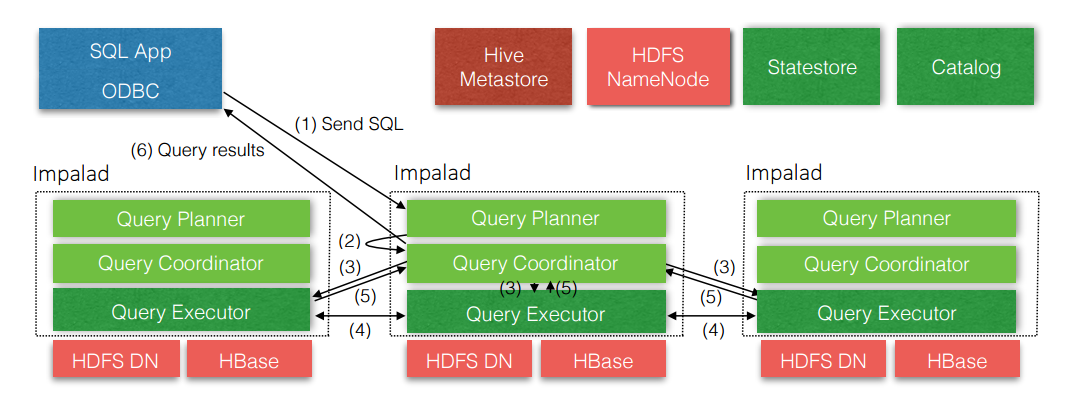 SQL App
ODBC
Hive
Metastore
HDFS
NameNode
Statestore
Catalog
(1) Send SQL
(6) Query results
Impalad
Impalad
Impalad
Query Planner
Query Coordinator
Query Executor
HDFS DN
HBase
(2)
(3)
(5)
(4)
Query Planner
Query Coordinator
(3)
(5)
Query Executor
HDFS DN
HBase
(3)
(5)
(4)
Query Planner
Query Coordinator
Query Executor
HDFS DN
HBase